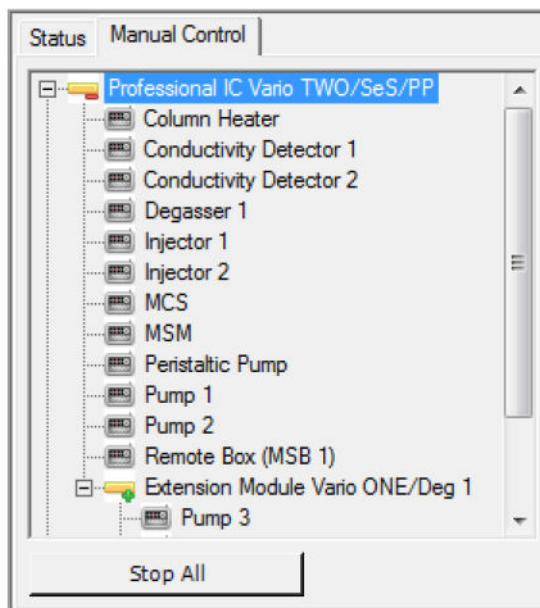 Status Manual Control
Professional IC Vario TWO/SeS/PP
Column Heater
Conductivity Detector 1
Conductivity Detector 2
Degasser 1
Injector 1
Injector 2
MCS
MSM
Peristaltic Pump
Pump 1
Pump 2
Remote Box (MSB 1)
Extension Module Vario ONE/Deg 1
Pump 3
Stop All